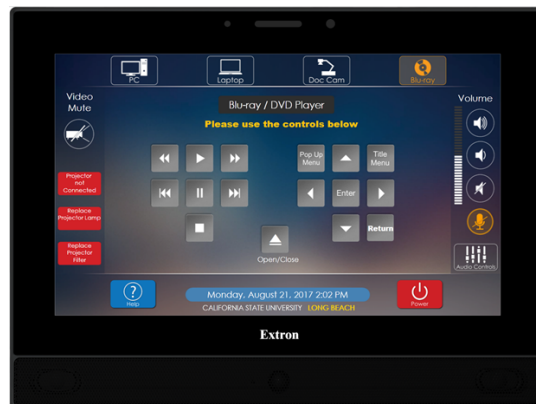 PC
Laptop
Doc Cam
Blu-ray
Video
Mute
Blu-ray / DVD Player
Volume
Please use the controls below
Pop Up
Menu
Title
Menu
Projector
not
Connected
Enter
Replace
Projector Lamp
Return
Replace
Projector
Filter
Open/Close
Audio Controls
Help
Monday, August 21, 2017 2:02 PM
CALIFORNIA STATE UNIVERSITY LONG BEACH
Power
Extron